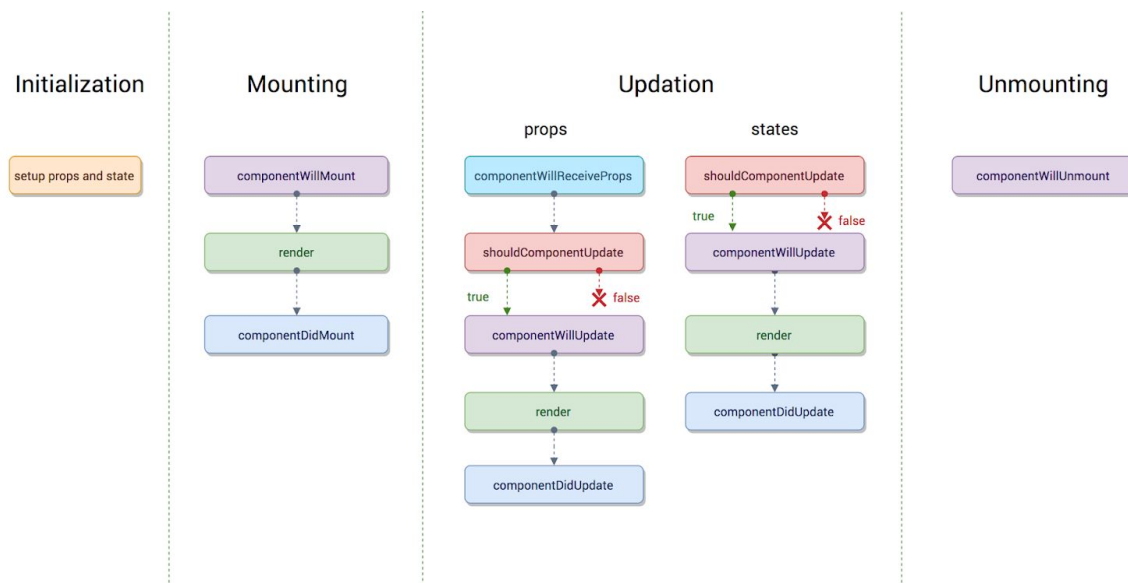 Initialization
Mounting
Updation
Unmounting
props
states
setup props and state
componentWillMount
render
componentDidMount
componentWillReceiveProps
shouldComponentUpdate
true
false
componentWillUpdate
render
componentDidUpdate
shouldComponentUpdate
true
false
componentWillUpdate
render
componentDidUpdate
componentWillUnmount